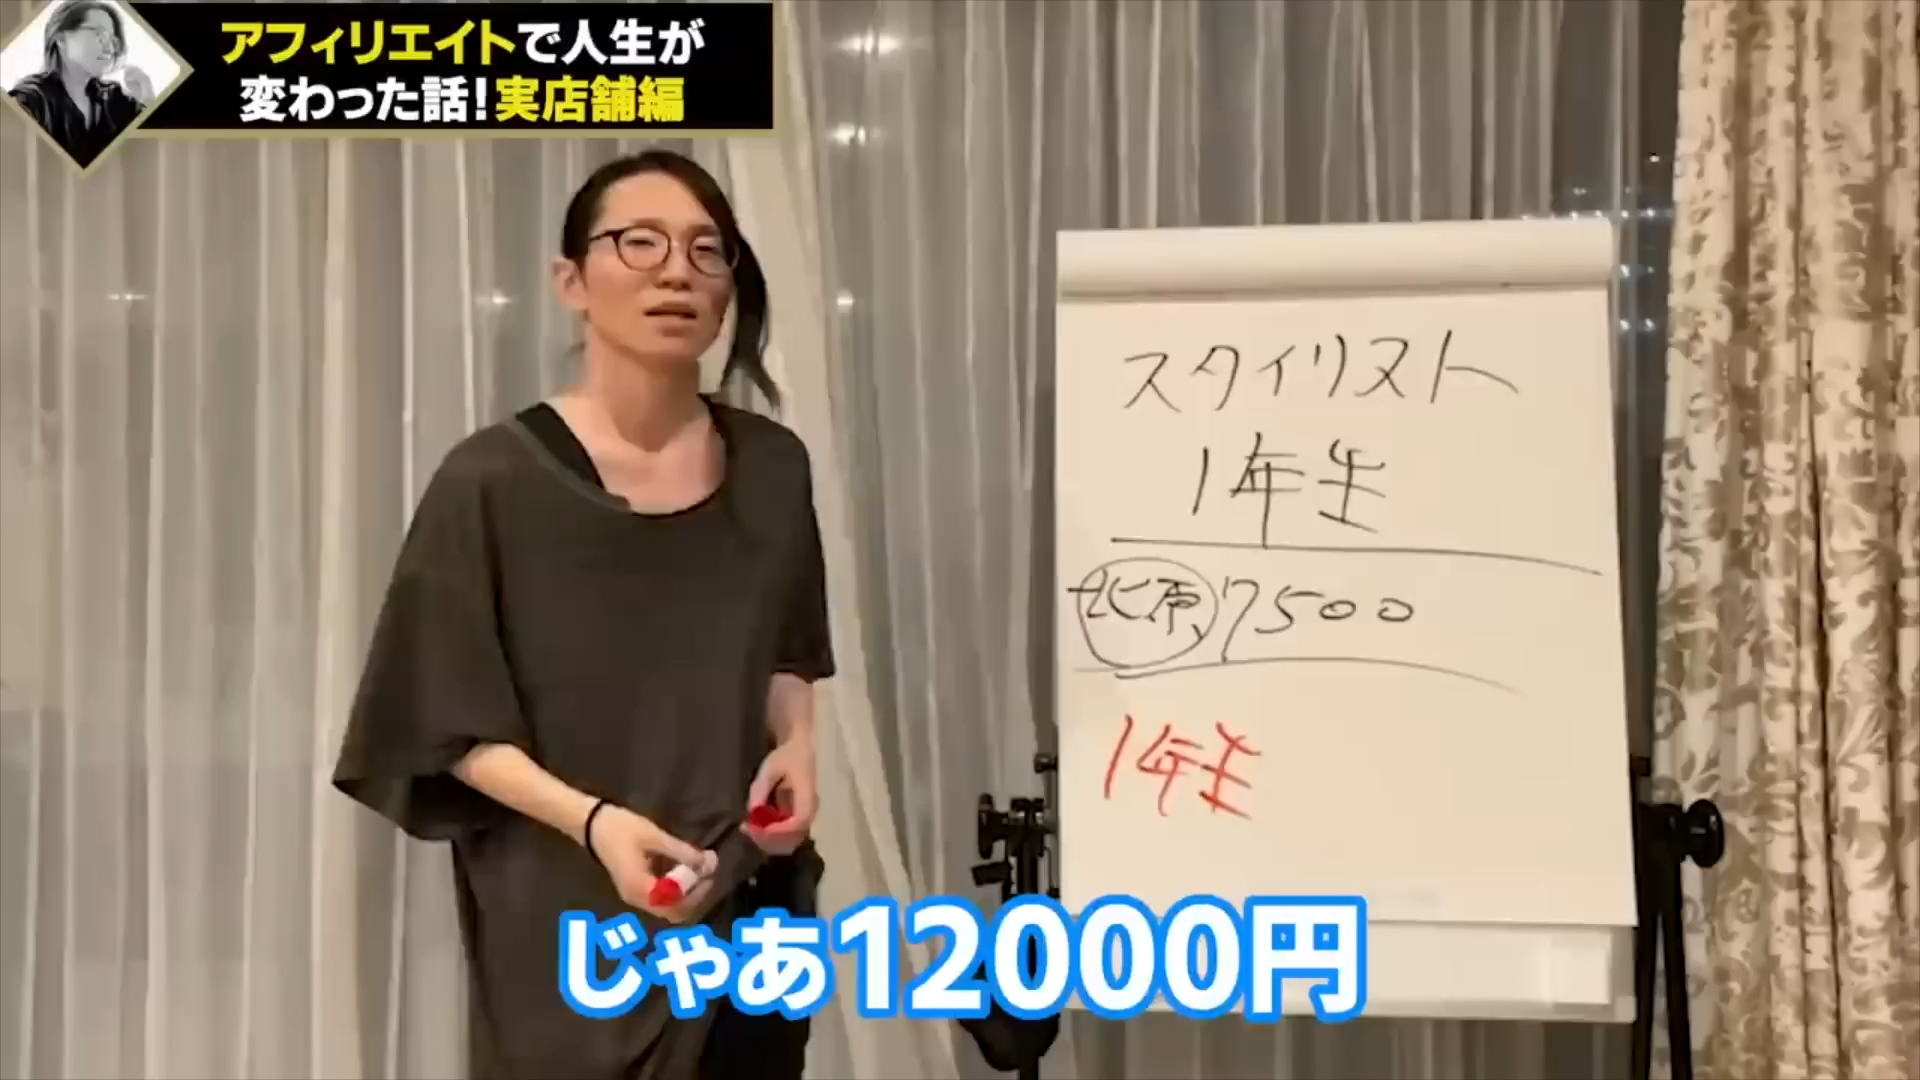 アフィリエイトで人生が
変わった話!実店舗編
スタイリスト
1年生
北原 7500
1年生
じゃあ12000円